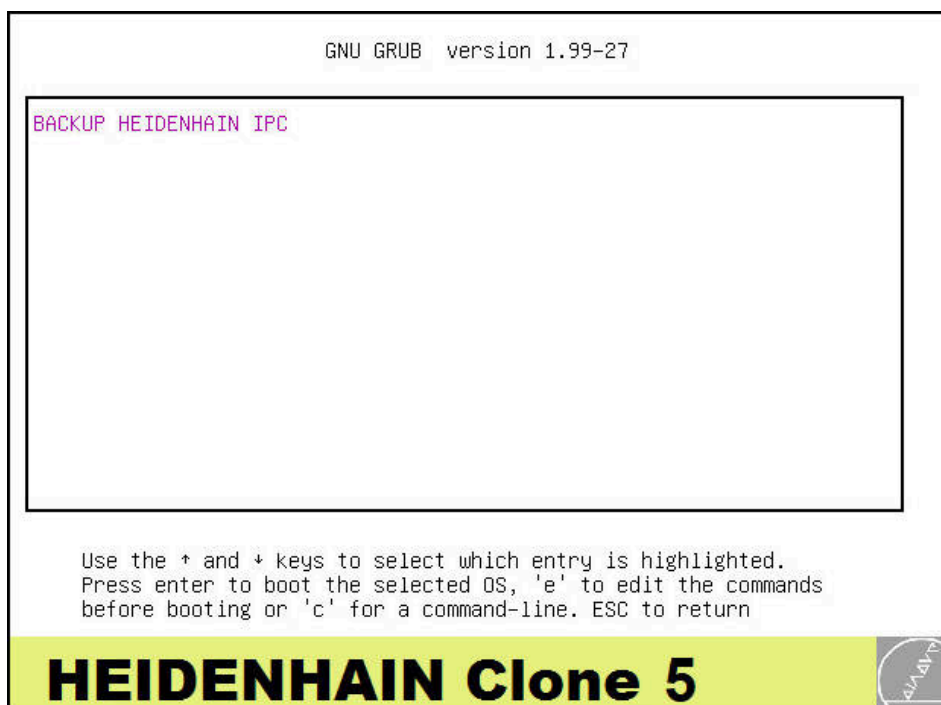 GNU GRUB version 1.99-27
BACKUP HEIDENHAIN IPC
Use the ↑ and ↓ keys to select which entry is highlighted.
Press enter to boot the selected OS, 'e' to edit the commands
before booting or 'c' for a command-line. ESC to return
HEIDENHAIN Clone 5